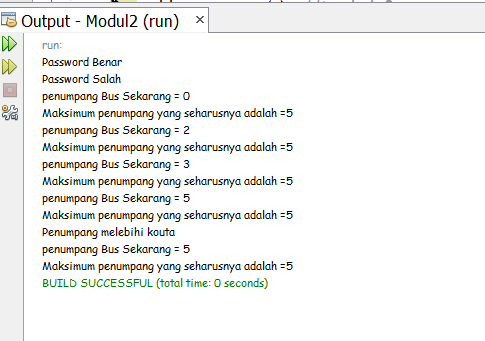 Output - Modul2 (run) ×
run:
Password Benar
Password Salah
penumpang Bus Sekarang = 0
Maksimum penumpang yang seharusnya adalah =5
penumpang Bus Sekarang = 2
Maksimum penumpang yang seharusnya adalah =5
penumpang Bus Sekarang = 3
Maksimum penumpang yang seharusnya adalah =5
penumpang Bus Sekarang = 5
Maksimum penumpang yang seharusnya adalah =5
Penumpang melebihi kouta
penumpang Bus Sekarang = 5
Maksimum penumpang yang seharusnya adalah =5
BUILD SUCCESSFUL (total time: 0 seconds)